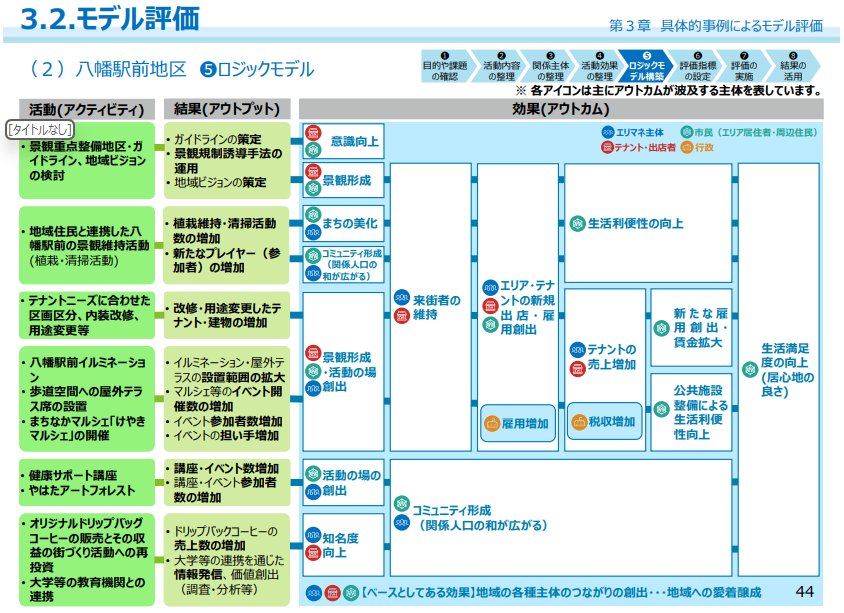 3.2.モデル評価
第３章 具体的事例によるモデル評価
（２）八幡駅前地区 ❺ロジックモデル
❶
目的や課題
の確認
❷
活動内容
の整理
❸
関係主体
の整理
❹
活動効果
の整理
❺
ロジックモ
デル構築
❻
評価指標
の設定
❼
評価の
実施
❽
結果の
活用
※ 各アイコンは主にアウトカムが波及する主体を表しています。
活動(アクティビティ)
結果(アウトプット)
効果(アウトカム)
[タイトルなし]
・景観重点整備地区・ガ
イドライン、地域ビジョン
の検討
・ガイドラインの策定
・景観規制誘導手法の
運用
・地域ビジョンの策定
意識向上
景観形成
エリマネ主体
市民（エリア居住者・周辺住民）
テナント・出店者
行政
・地域住民と連携した八
幡駅前の景観維持活動
(植栽・清掃活動)
・植栽維持・清掃活動
数の増加
・新たなプレイヤー（参
加者）の増加
まちの美化
コミュニティ形成
（関係人口の
和が広がる）
・テナントニーズに合わせた
区画区分、内装改修、
用途変更等
・改修・用途変更したテ
ナント・建物の増加
・八幡駅前イルミネーショ
ン
・歩道空間への屋外テラ
ス席の設置
・まちなかマルシェ「けやき
マルシェ」の開催
・イルミネーション・屋外テ
ラスの設置範囲の拡大
・マルシェ等のイベント開
催数の増加
・イベント参加者数増加
・イベントの担い手増加
景観形成
・活動の場
創出
来街者の
維持
エリア・テナ
ントの新規
出店・雇
用創出
雇用増加
生活利便性の向上
テナントの
売上増加
税収増加
新たな雇
用創出・
賃金拡大
公共施設
整備による
生活利便
性向上
生活満足
度の向上
(居心地の
良さ)
・健康サポート講座
・やはたアートフォレスト
・講座・イベント数増加
・講座・イベント参加者
数の増加
活動の場の
創出
コミュニティ形成
（関係人口の和が広がる）
・オリジナルドリップバッグ
コーヒーの販売とその収
益の街づくり活動への再
投資
・大学等の教育機関との
連携
・ドリップバックコーヒーの
売上数の増加
・大学等の連携を通じた
情報発信、価値創出
（調査・分析等）
知名度
向上
【ベースとしてある効果】地域の各種主体のつながりの創出･･･地域への愛着醸成
44